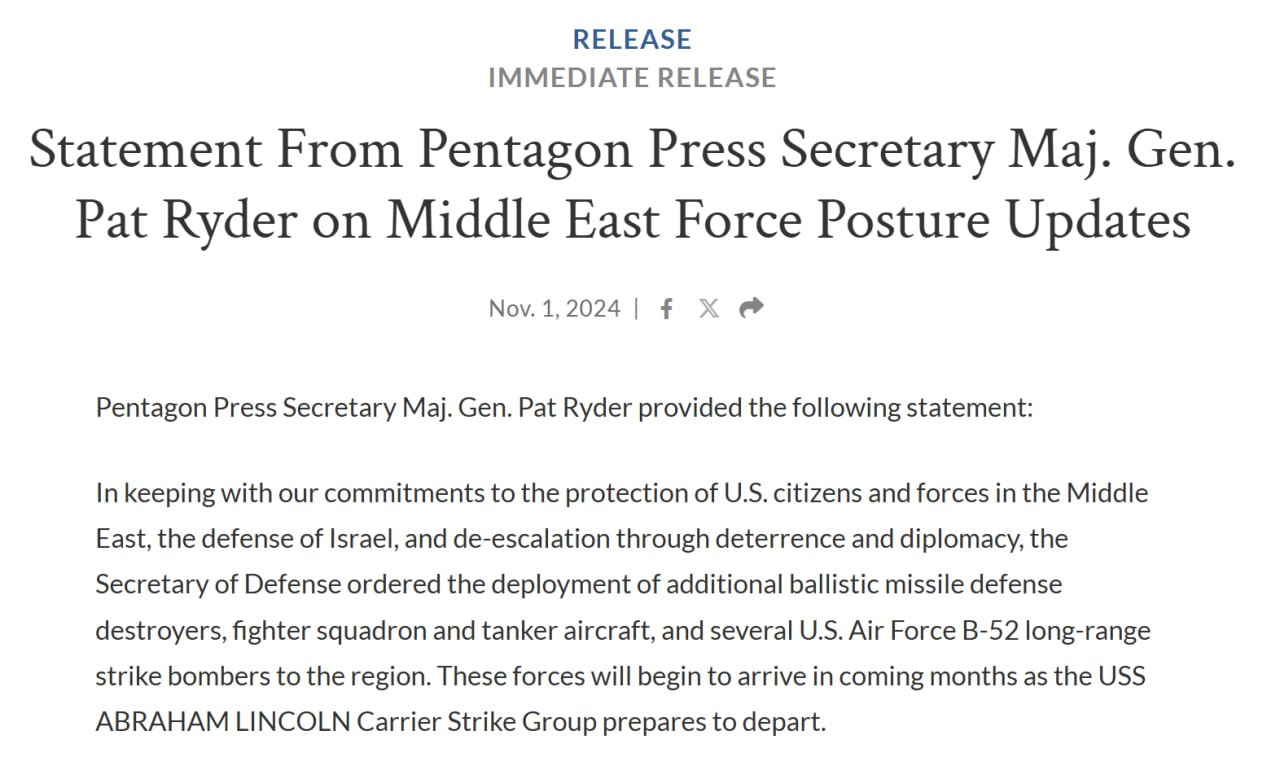 RELEASE
IMMEDIATE RELEASE
Statement From Pentagon Press Secretary Maj. Gen.
Pat Ryder on Middle East Force Posture Updates
Nov. 1, 2024 |
Pentagon Press Secretary Maj. Gen. Pat Ryder provided the following statement:
In keeping with our commitments to the protection of U.S. citizens and forces in the Middle
East, the defense of Israel, and de-escalation through deterrence and diplomacy, the
Secretary of Defense ordered the deployment of additional ballistic missile defense
destroyers, fighter squadron and tanker aircraft, and several U.S. Air Force B-52 long-range
strike bombers to the region. These forces will begin to arrive in coming months as the USS
ABRAHAM LINCOLN Carrier Strike Group prepares to depart.